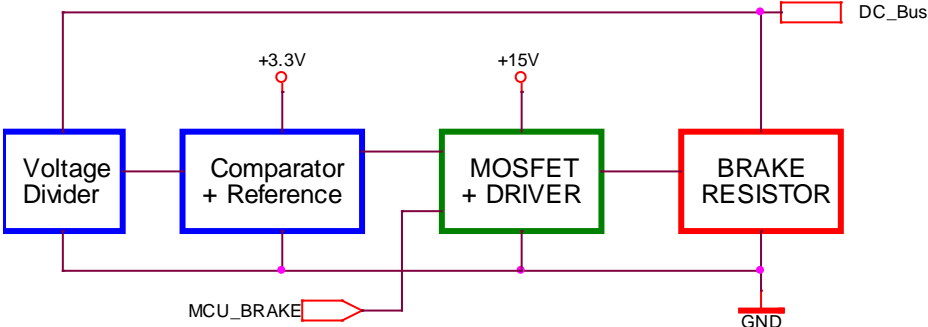 DC_Bus
+3.3V
+15V
Voltage
Divider
Comparator
+ Reference
MOSFET
+ DRIVER
BRAKE
RESISTOR
MCU_BRAKE
GND